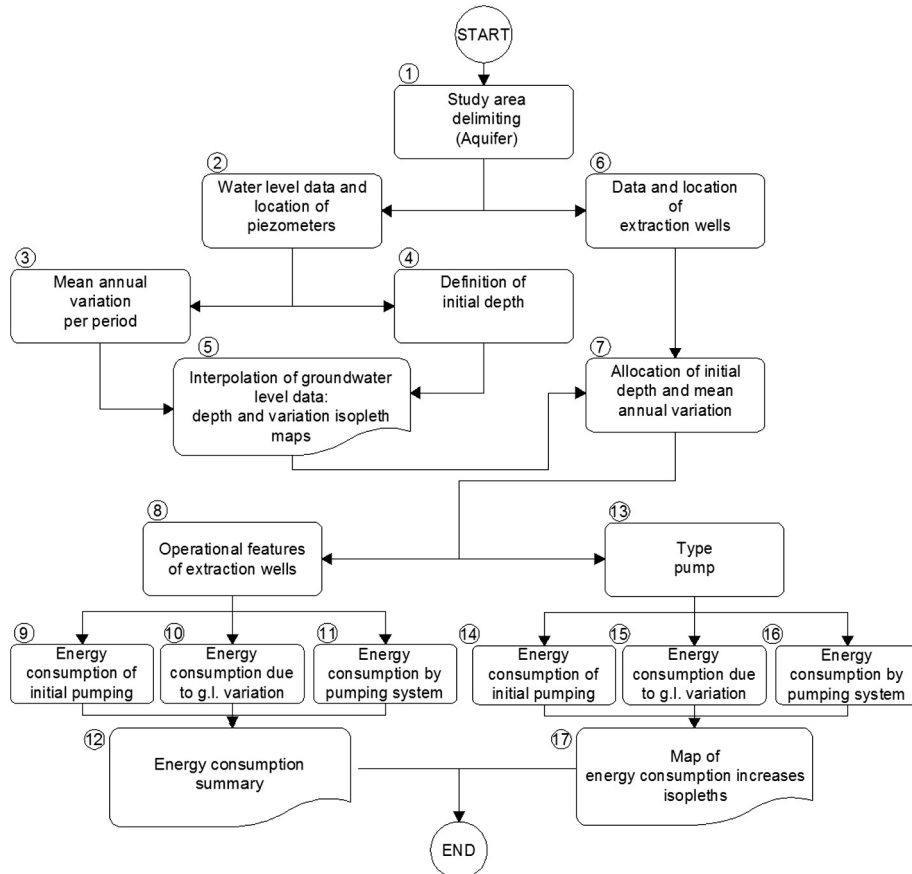 START
1
Study area
delimiting
(Aquifer)
2
Water level data and
location of
piezometers
6
Data and location
of
extraction wells
3
Mean annual
variation
per period
4
Definition of
initial depth
5
Interpolation of groundwater
level data:
depth and variation isopleth
maps
7
Allocation of initial
depth and mean
annual variation
8
Operational features
of extraction wells
13
Type
pump
9
Energy
consumption of
initial pumping
10
Energy
consumption due
to g.l. variation
11
Energy
consumption by
pumping system
14
Energy
consumption of
initial pumping
15
Energy
consumption due
to g.l. variation
16
Energy
consumption by
pumping system
12
Energy consumption
summary
17
Map of
energy consumption increases
isopleths
END